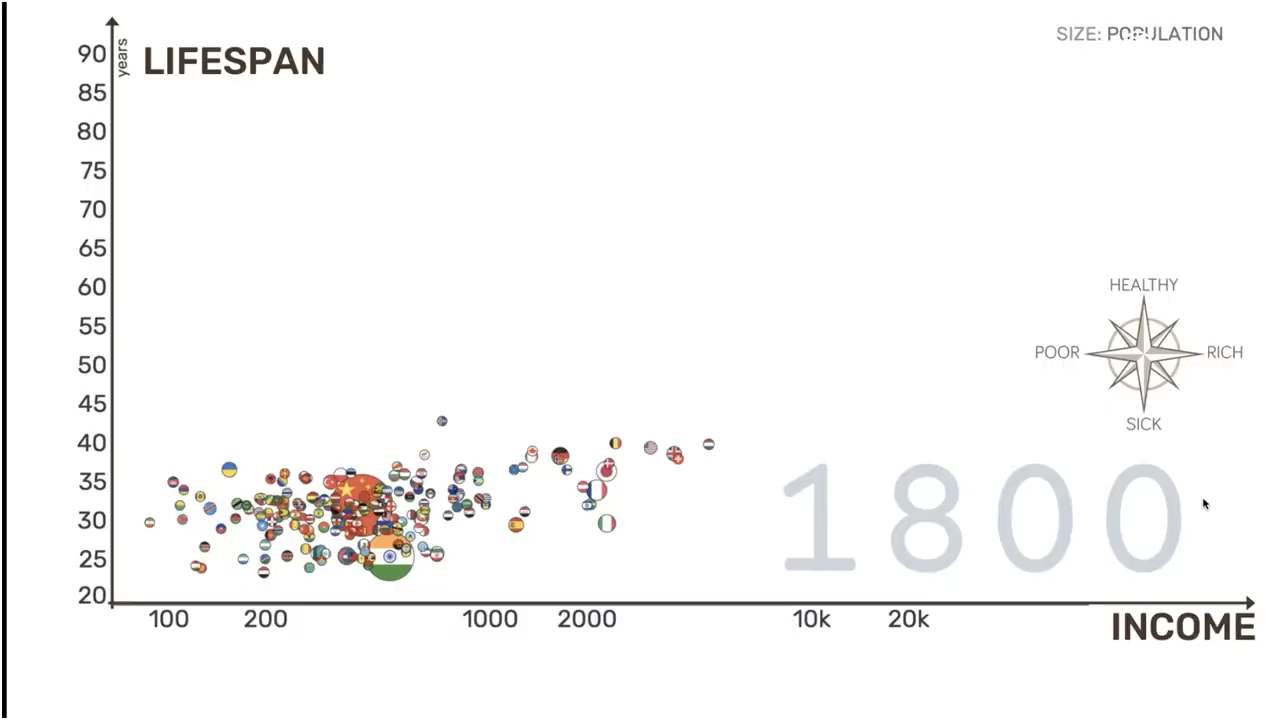 SIZE: POPULATION
90
years
LIFESPAN
85
80
75
70
65
60
55
50
45
40
35
30
25
20
HEALTHY
POOR
RICH
SICK
1800
100
200
1000
2000
10k
20k
INCOME